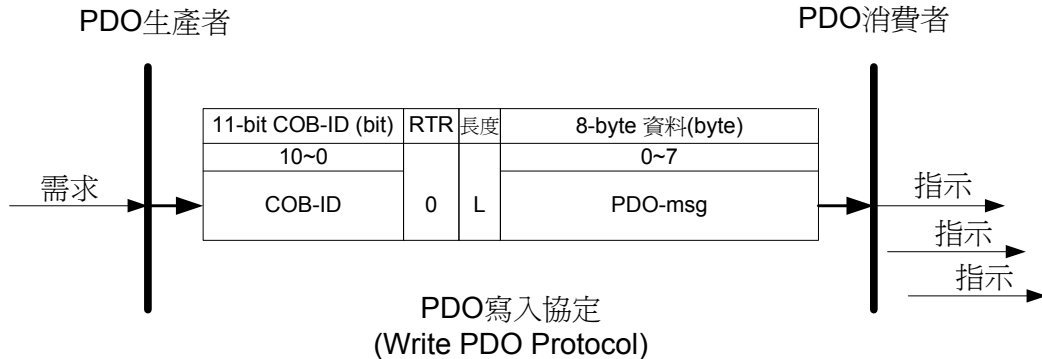 PDO生產者
PDO消費者
11-bit COB-ID (bit) RTR 長度 8-byte 資料(byte)
10~0 0~7
需求 COB-ID 0 L PDO-msg 指示
指示
指示
PDO寫入協定
(Write PDO Protocol)